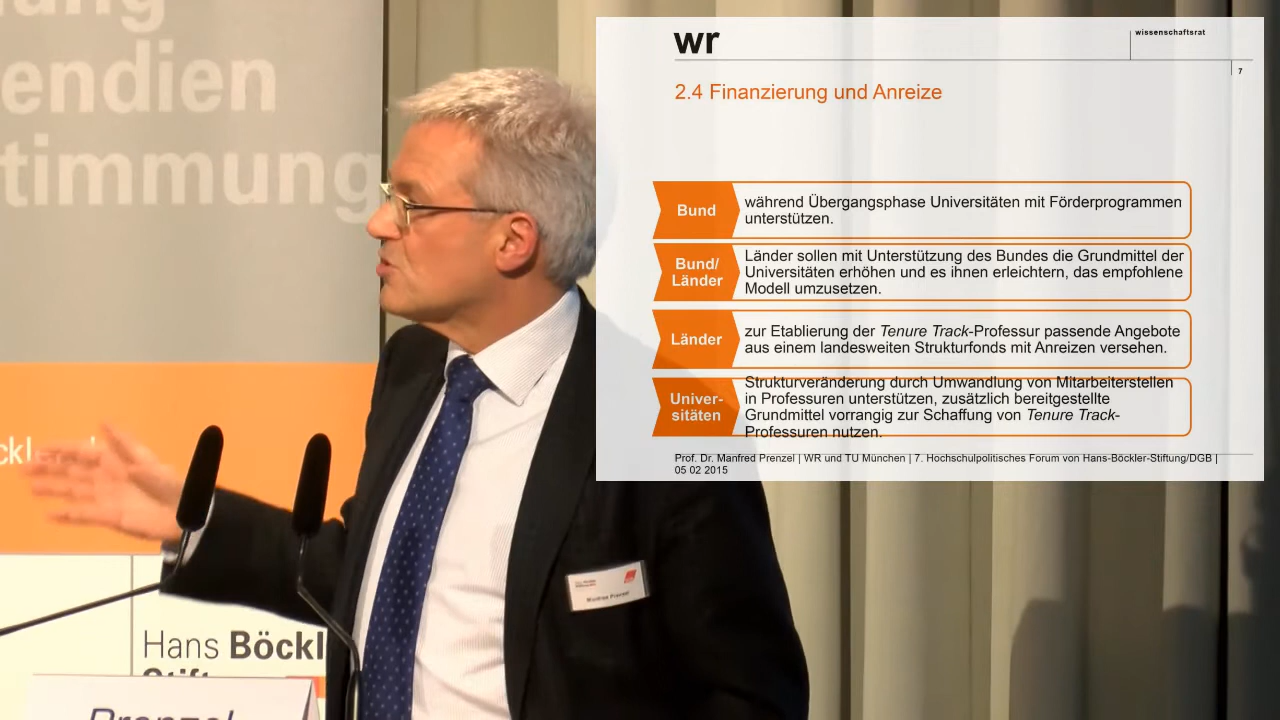 ung
endien
timmung
Hans Böckl
Stift
Prenzel
Manfred Prenzel
wr
wissenschaftsrat
7
2.4 Finanzierung und Anreize
Bund
während Übergangsphase Universitäten mit Förderprogrammen
unterstützen.
Bund/
Länder
Länder sollen mit Unterstützung des Bundes die Grundmittel der
Universitäten erhöhen und es ihnen erleichtern, das empfohlene
Modell umzusetzen.
Länder
zur Etablierung der Tenure Track-Professur passende Angebote
aus einem landesweiten Strukturfonds mit Anreizen versehen.
Univer-
sitäten
Strukturveränderung durch Umwandlung von Mitarbeiterstellen
in Professuren unterstützen, zusätzlich bereitgestellte
Grundmittel vorrangig zur Schaffung von Tenure Track-
Professuren nutzen.
Prof. Dr. Manfred Prenzel | WR und TU München | 7. Hochschulpolitisches Forum von Hans-Böckler-Stiftung/DGB |
05 02 2015